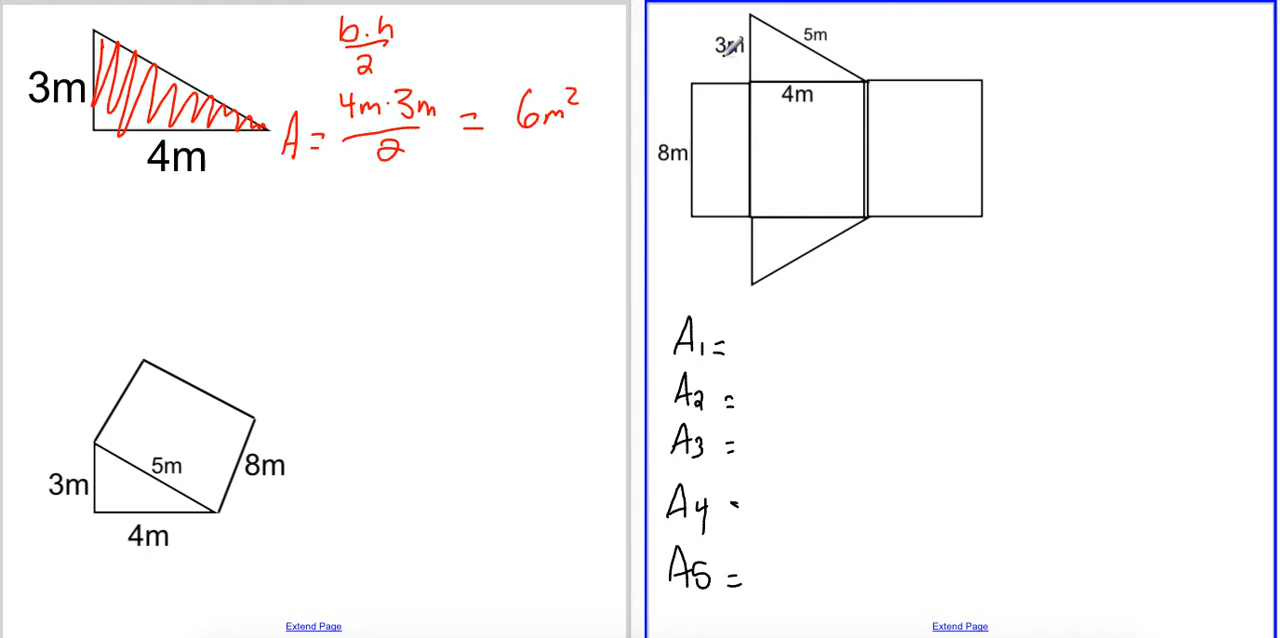 b.h
2
3m
4m
A = 4m · 3m = 6m²
2
5m
3m
8m
4m
Extend Page
3m
5m
4m
8m
A1 =
A2 =
A3 =
A4 =
A5 =
Extend Page